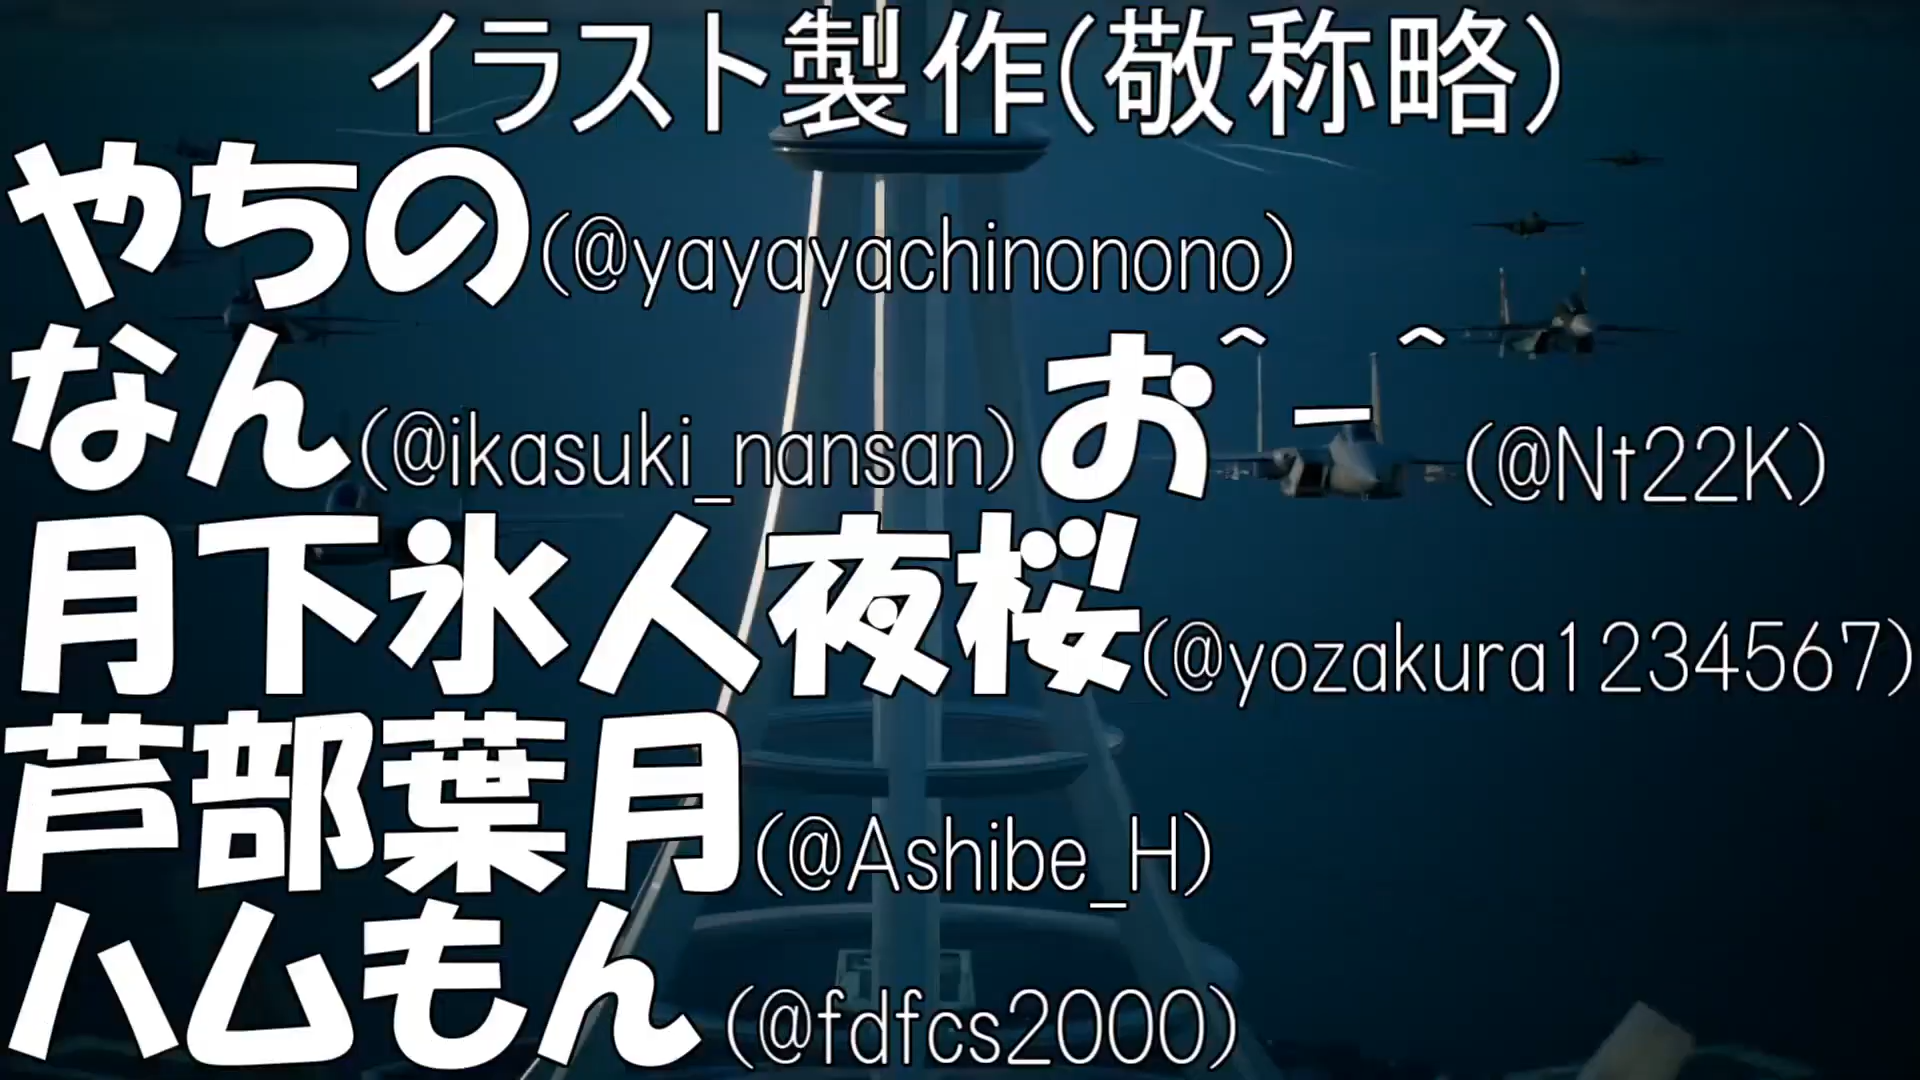 イラスト製作(敬称略)
やちの(@yayayachinonono)
なん(@ikasuki_nansan) お^_^(@Nt22K)
月下氷人夜桜(@yozakura1234567)
芦部葉月(@Ashibe_H)
ハムもん(@fdfcs2000)